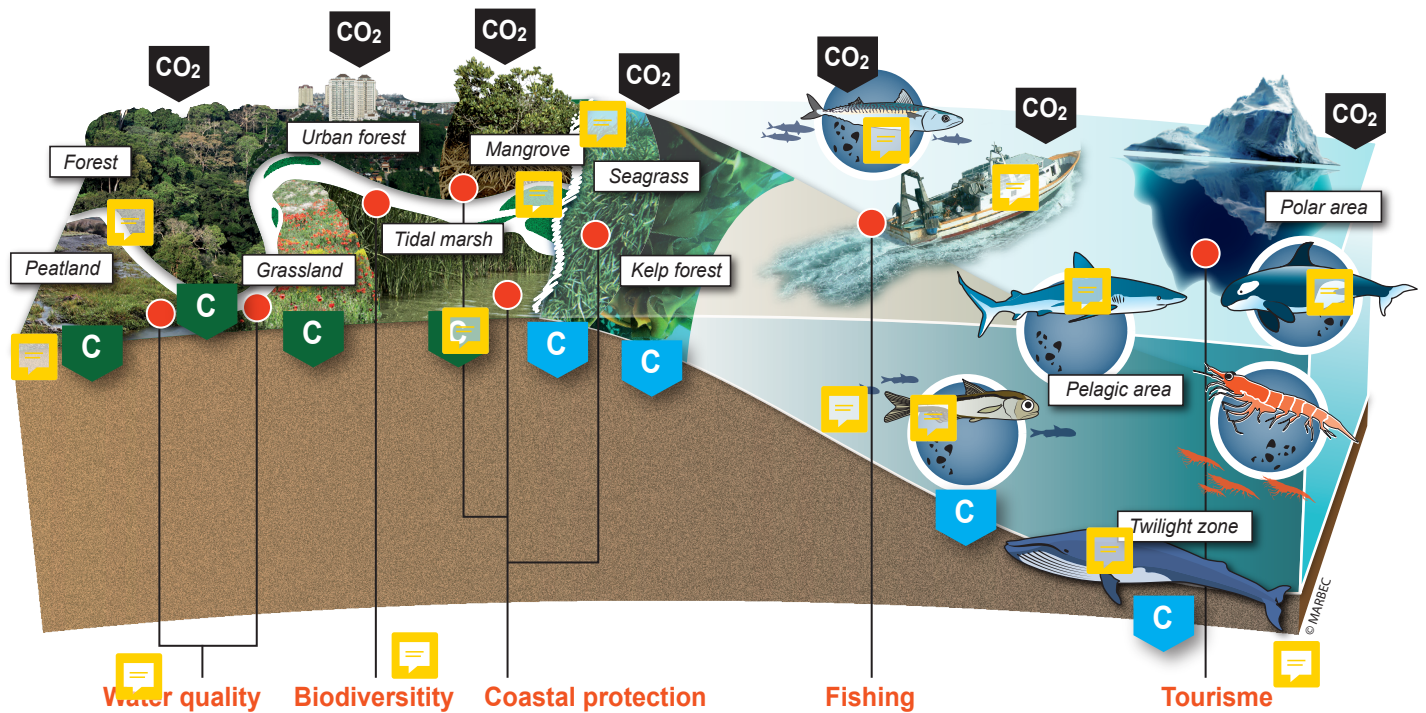 CO₂
CO₂
CO₂
CO₂
CO₂
CO₂
CO₂
Urban forest
Forest
Mangrove
Seagrass
Polar area
Tidal marsh
Peatland
Grassland
Kelp forest
C
C
C
C
C
C
Pelagic area
C
Twilight zone
C
© MARBEC
Water quality
Biodiversitity
Coastal protection
Fishing
Tourisme